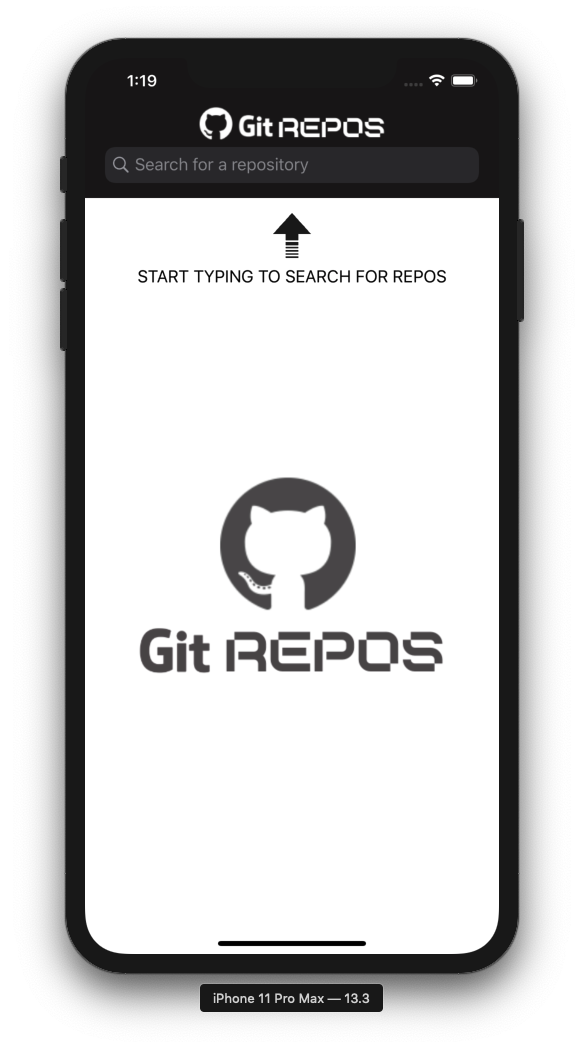 1:19
Git REPOS
Search for a repository
START TYPING TO SEARCH FOR REPOS
Git REPOS
iPhone 11 Pro Max — 13.3